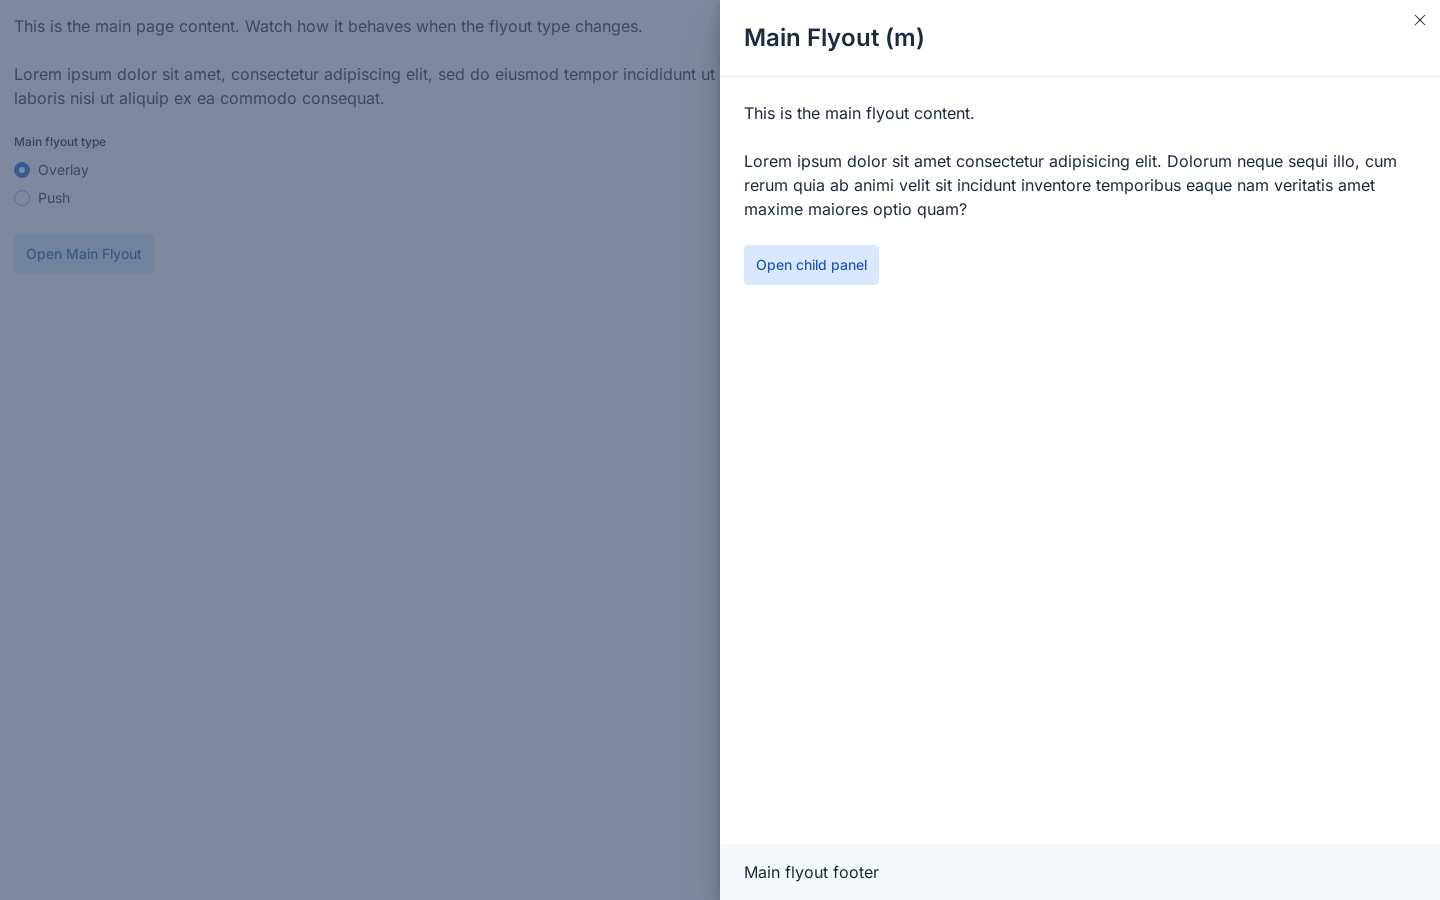 This is the main page content. Watch how it behaves when the flyout type changes.
Lorem ipsum dolor sit amet, consectetur adipiscing elit, sed do eiusmod tempor incididunt ut
laboris nisi ut aliquip ex ea commodo consequat.
Main flyout type
Overlay
Push
Open Main Flyout
Main Flyout (m)
This is the main flyout content.
Lorem ipsum dolor sit amet consectetur adipisicing elit. Dolorum neque sequi illo, cum
rerum quia ab animi velit sit incidunt inventore temporibus eaque nam veritatis amet
maxime maiores optio quam?
Open child panel
Main flyout footer